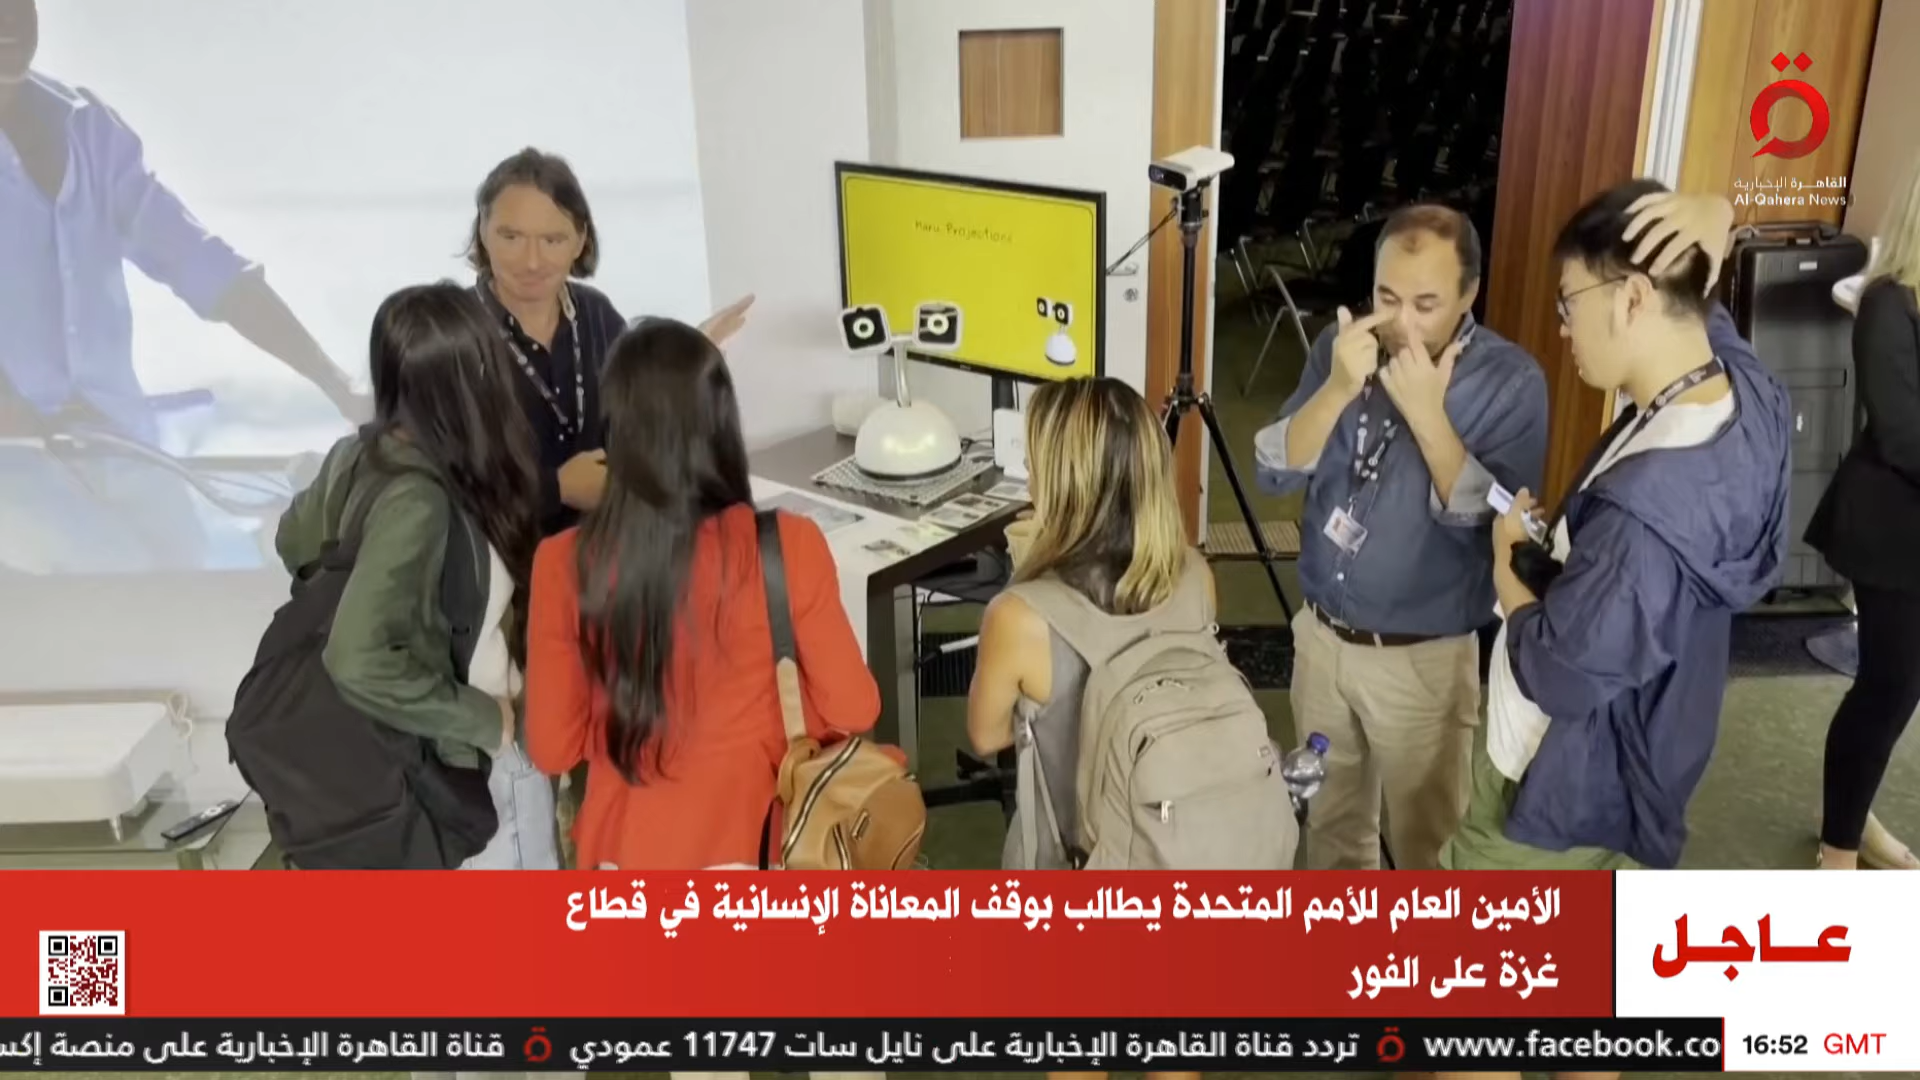 Haru Projections
القاهرة الإخبارية
Al-Qahera News
الأمين العام للأمم المتحدة يطالب بوقف المعاناة الإنسانية في قطاع
غزة على الفور
عاجل
www.facebook.co تردد قناة القاهرة الإخبارية على نايل سات 11747 عمودي قناة القاهرة الإخبارية على منصة
16:52 GMT